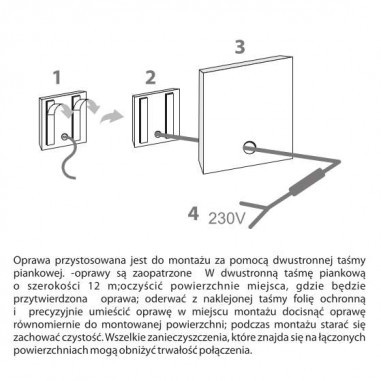 1
2
3
4
230V
Oprawa przystosowana jest do montażu za pomocą dwustronnej taśmy
piankowej. -oprawy są zaopatrzone W dwustronną taśmę piankową
o szerokości 12 m;oczyścić powierzchnie miejsca, gdzie będzie
przytwierdzona oprawa; oderwać z naklejonej taśmy folię ochronną
i precyzyjnie umieścić oprawę w miejscu montażu docisnąć oprawę
równomiernie do montowanej powierzchni; podczas montażu starać się
zachować czystość. Wszelkie zanieczyszczenia, które znajda się na łączonych
powierzchniach mogą obniżyć trwałość połączenia.